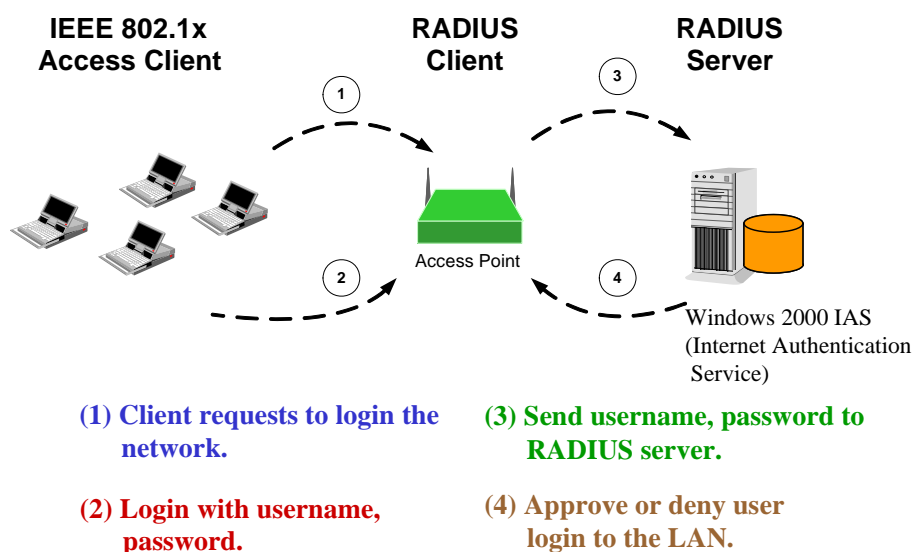 IEEE 802.1x
Access Client
RADIUS
Client
RADIUS
Server
1
3
2
4
Access Point
Windows 2000 IAS
(Internet Authentication
Service)
(1) Client requests to login the
network.
(2) Login with username,
password.
(3) Send username, password to
RADIUS server.
(4) Approve or deny user
login to the LAN.